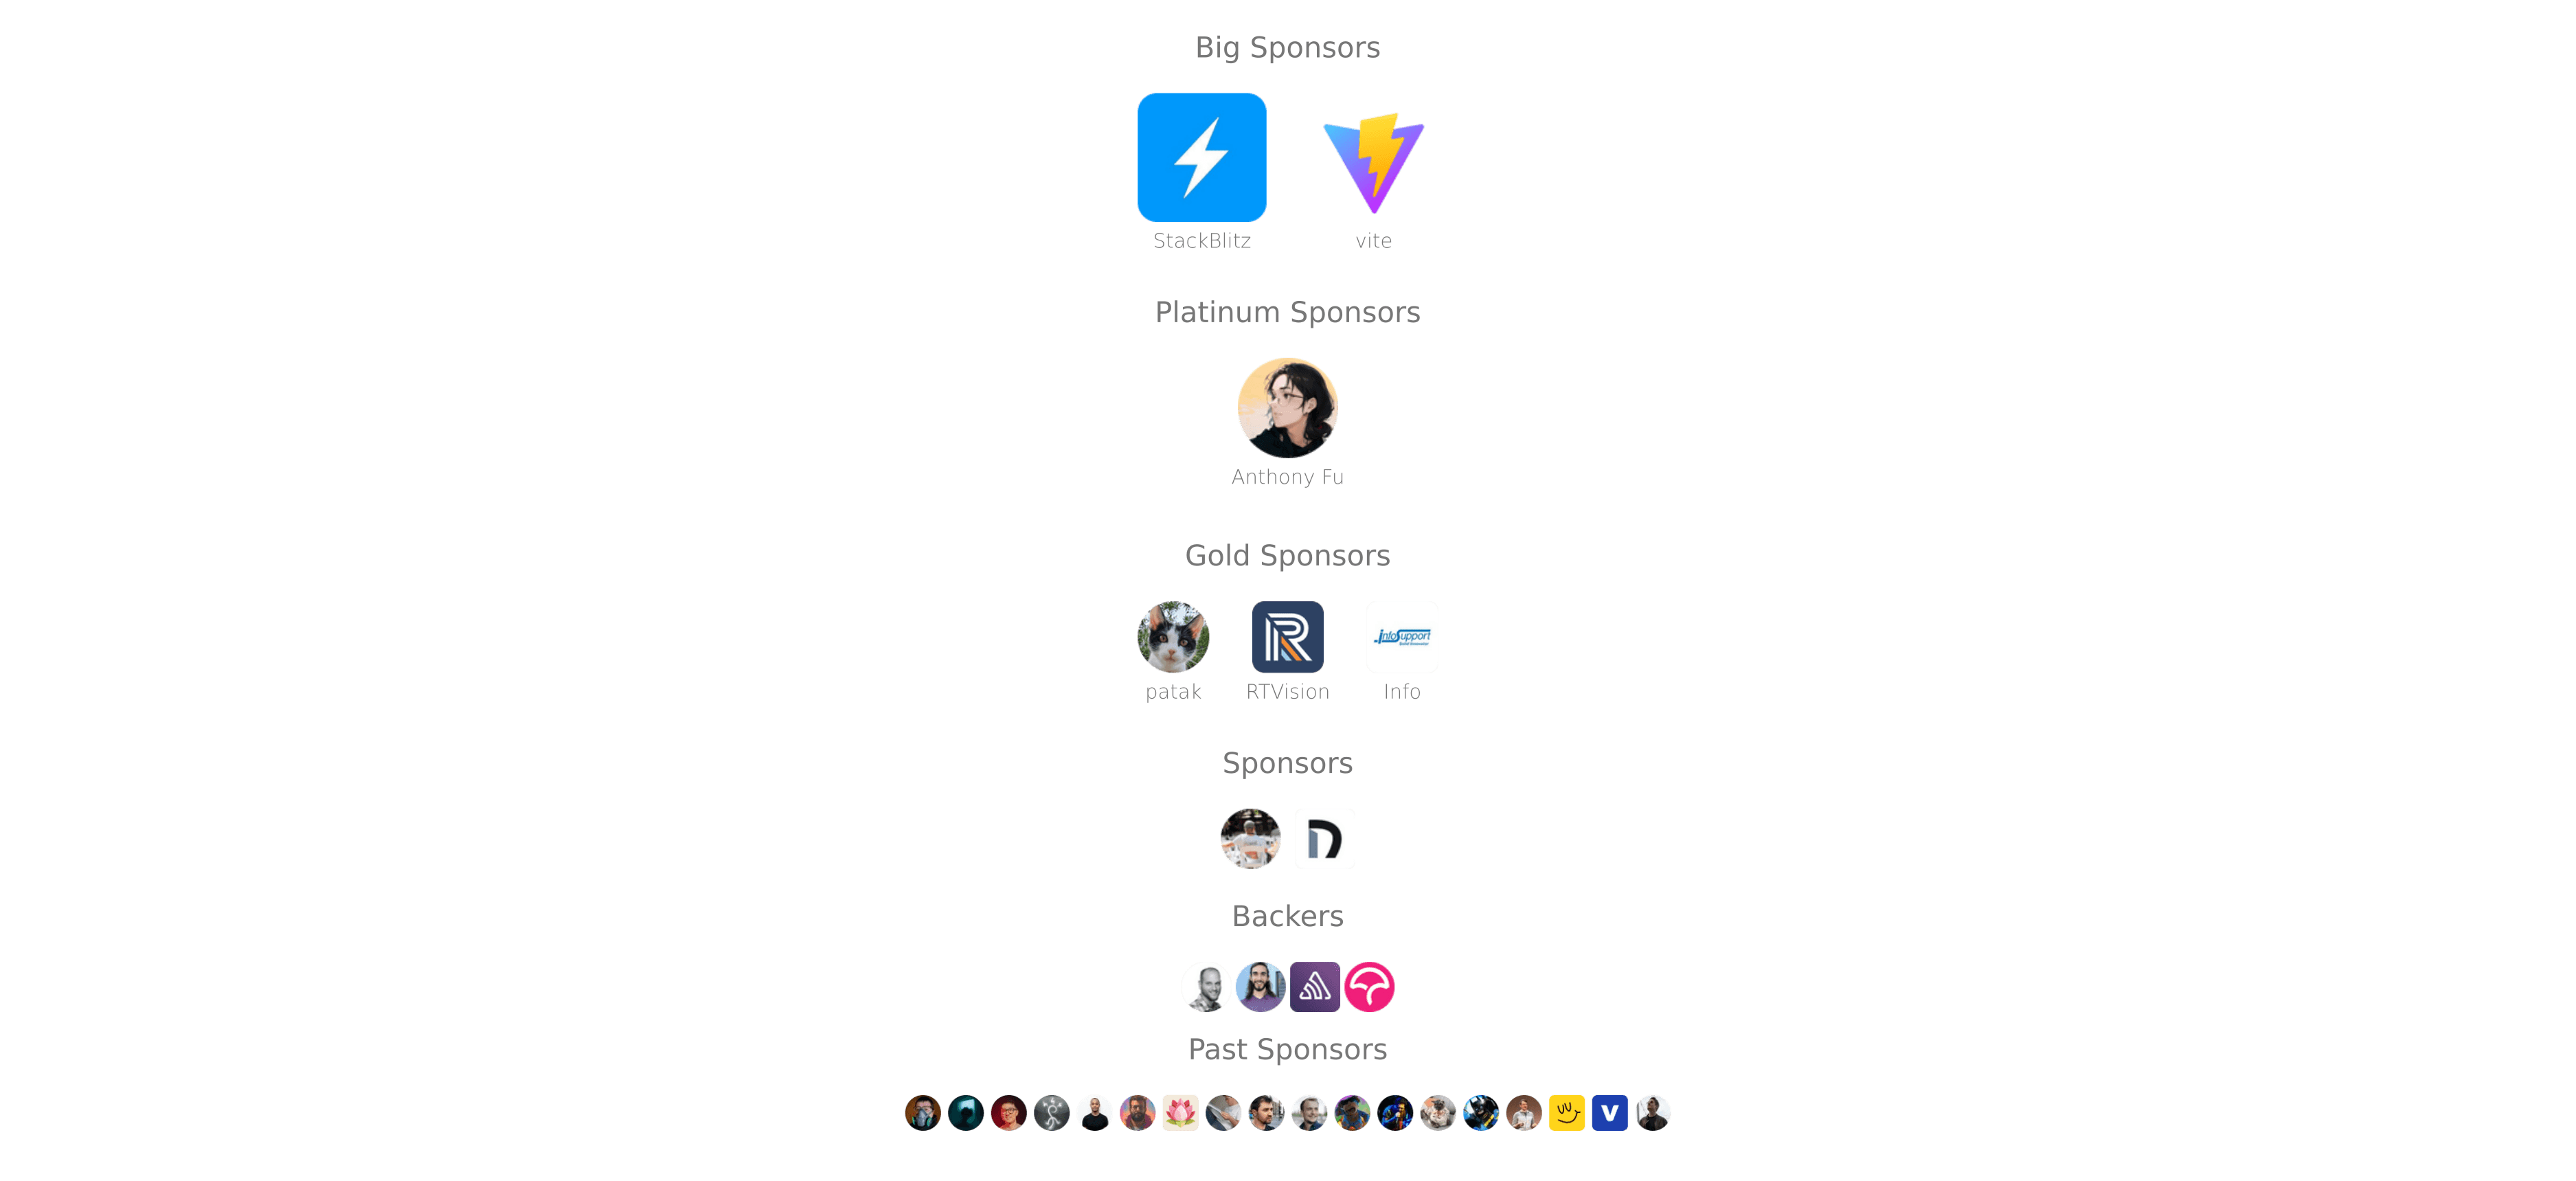 Big Sponsors
StackBlitz
vite
Platinum Sponsors
Anthony Fu
Gold Sponsors
infoSupport
patak
RTVision
Info
Sponsors
Backers
Past Sponsors